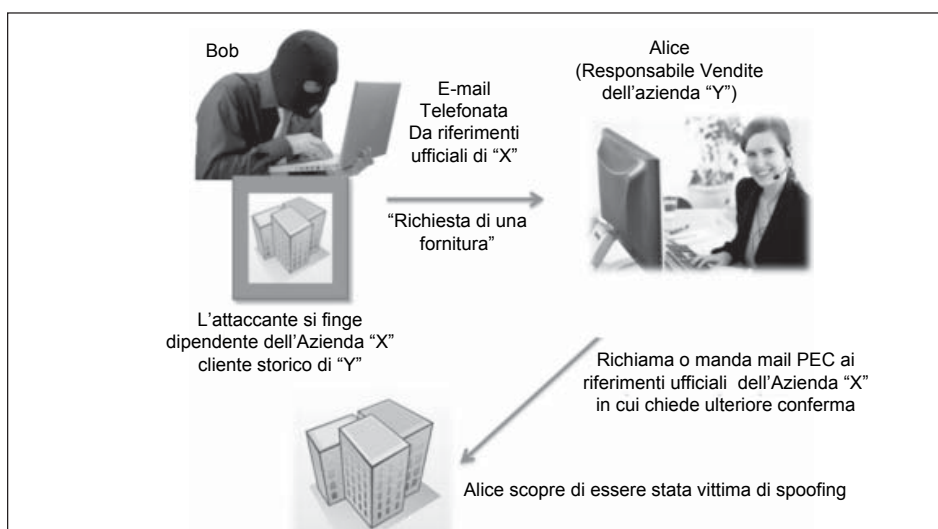 Bob
E-mail
Telefonata
Da riferimenti
ufficiali di “X”
Alice
(Responsabile Vendite
dell’azienda “Y”)
“Richiesta di una
fornitura”
L’attaccante si finge
dipendente dell’Azienda “X”
cliente storico di “Y”
Richiama o manda mail PEC ai
riferimenti ufficiali dell’Azienda “X”
in cui chiede ulteriore conferma
Alice scopre di essere stata vittima di spoofing